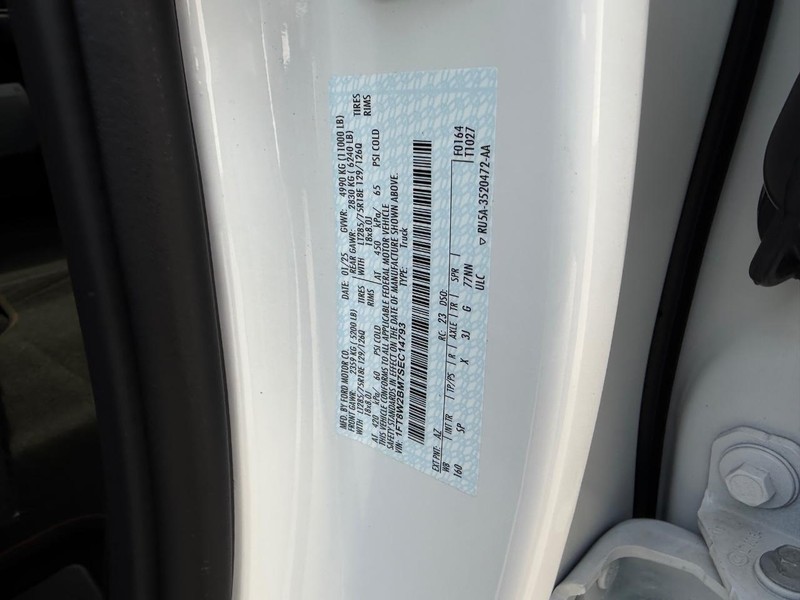 MFD. BY FORD MOTOR CO.
DATE: 01/25 GVWR: 4990 KG (11000 LB)
FRONT GAWR: 2359 KG (5200 LB) REAR GAWR: 2830 KG (6240 LB)
WITH LT285/75R18E 129/126Q TIRES WITH LT285/75R18E 129/126Q TIRES
18x8.0J RIMS 18x8.0J RIMS
AT 420 kPa/ 60 PSI COLD AT 450 kPa/ 65 PSI COLD
THIS VEHICLE CONFORMS TO ALL APPLICABLE FEDERAL MOTOR VEHICLE
SAFETY STANDARDS IN EFFECT ON THE DATE OF MANUFACTURE SHOWN ABOVE.
VIN: 1FT8W2BM7SEC14793 TYPE: Truck
F0164
T1027
EXT PNT: AZ RC: 23 DSO:
WB INT TR TP/PS R AXLE TR SPR
160 SP X 3J G 77NN
ULC
▽ RU5A-3520472-AA